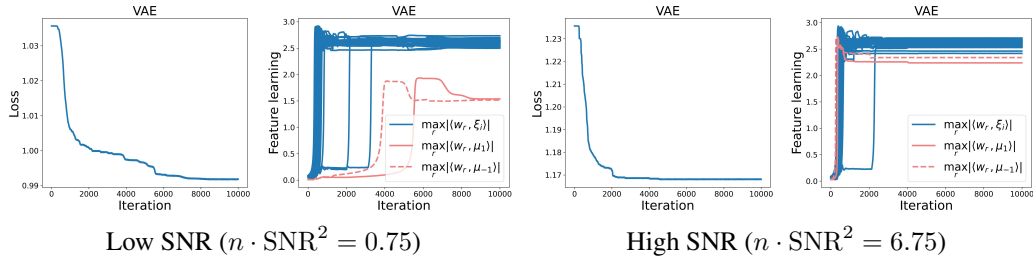 VAE
Loss
1.03
1.02
1.01
1.00
0.99
0 2000 4000 6000 8000 10000
Iteration
VAE
Feature learning
3.0
2.5
2.0
1.5
1.0
0.5
0.0
max_r |⟨w_r, ξ_i⟩|
max_r |⟨w_r, μ_1⟩|
max_r |⟨w_r, μ_{-1}⟩|
0 2000 4000 6000 8000 10000
Iteration
Low SNR (n · SNR² = 0.75)
VAE
Loss
1.23
1.22
1.21
1.20
1.19
1.18
1.17
0 2000 4000 6000 8000 10000
Iteration
VAE
Feature learning
3.0
2.5
2.0
1.5
1.0
0.5
0.0
max_r |⟨w_r, ξ_i⟩|
max_r |⟨w_r, μ_1⟩|
max_r |⟨w_r, μ_{-1}⟩|
0 2000 4000 6000 8000 10000
Iteration
High SNR (n · SNR² = 6.75)